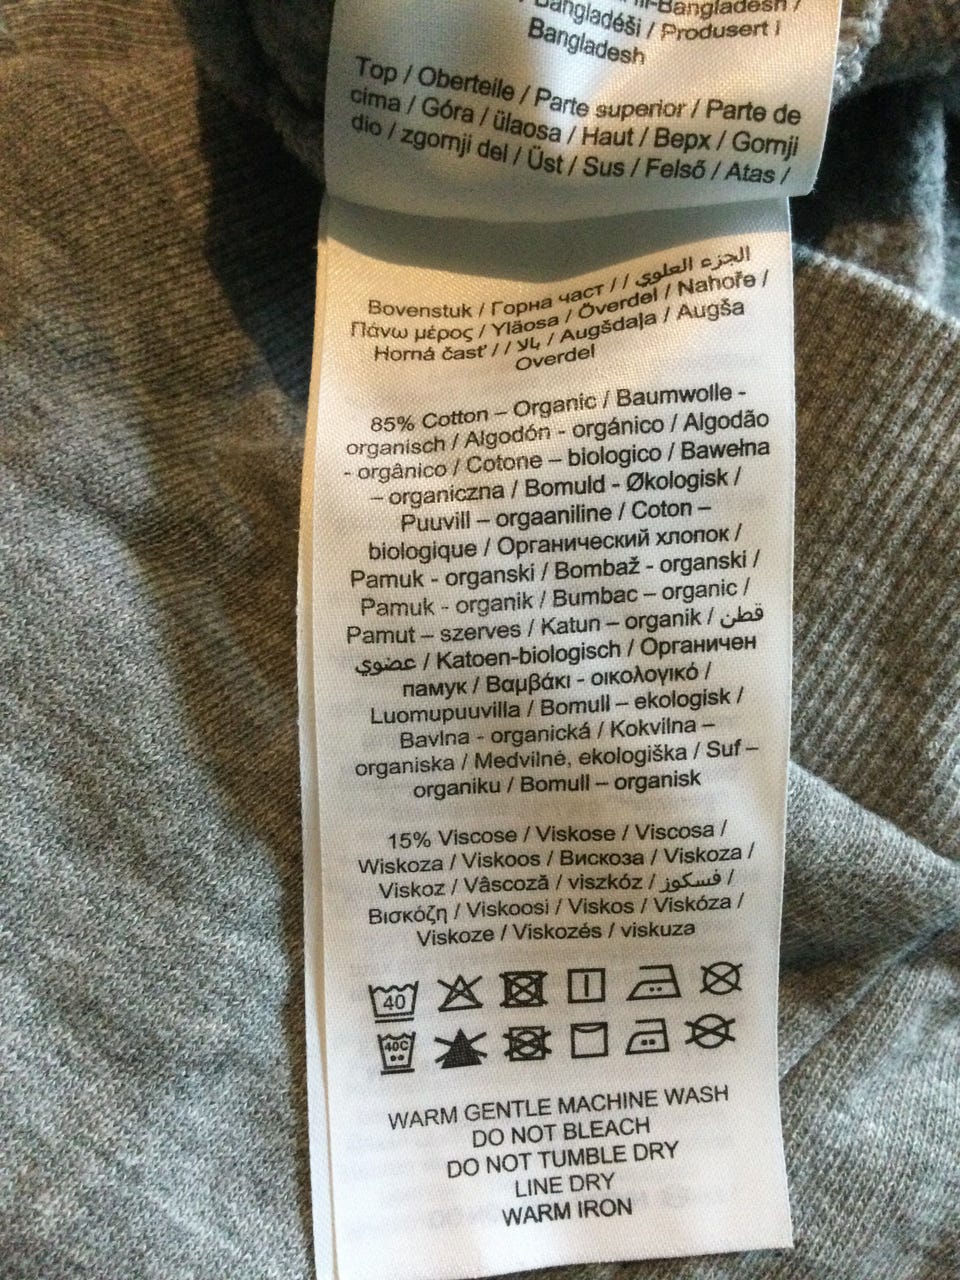 Bangladéši / Produsert i
Bangladesh
Top / Oberteile / Parte superior / Parte de
cima / Góra / ülaosa / Haut / Верх / Gornji
dio / zgornji del / Üst / Sus / Felső / Atas /
الجزء العلوي / / Bovenstuk / Горна част
Πάνω μέρος / Yläosa / Överdel / Nahoře /
Horná časť / / بالا / Augšdaļa / Augša
Overdel
85% Cotton – Organic / Baumwolle -
organisch / Algodón - orgánico / Algodão
- orgânico / Cotone – biologico / Bawełna
– organiczna / Bomuld - Økologisk /
Puuvill – orgaaniline / Coton –
biologique / Органический хлопок /
Pamuk - organski / Bombaž - organski /
Pamuk - organik / Bumbac – organic /
Pamut – szerves / Katun – organik / قطن
عضوي / Katoen-biologisch / Органичен
памук / Βαμβάκι - οικολογικό /
Luomupuuvilla / Bomull – ekologisk /
Bavlna - organická / Kokvilna –
organiska / Medvilnė, ekologiška / Suf –
organiku / Bomull – organisk
15% Viscose / Viskose / Viscosa /
Wiskoza / Viskoos / Вискоза / Viskoza /
Viskoz / Vâscoză / viszkóz / فسكوز /
Βισκόζη / Viskoosi / Viskos / Viskóza /
Viskoze / Viskozės / viskuza
40
40C
WARM GENTLE MACHINE WASH
DO NOT BLEACH
DO NOT TUMBLE DRY
LINE DRY
WARM IRON